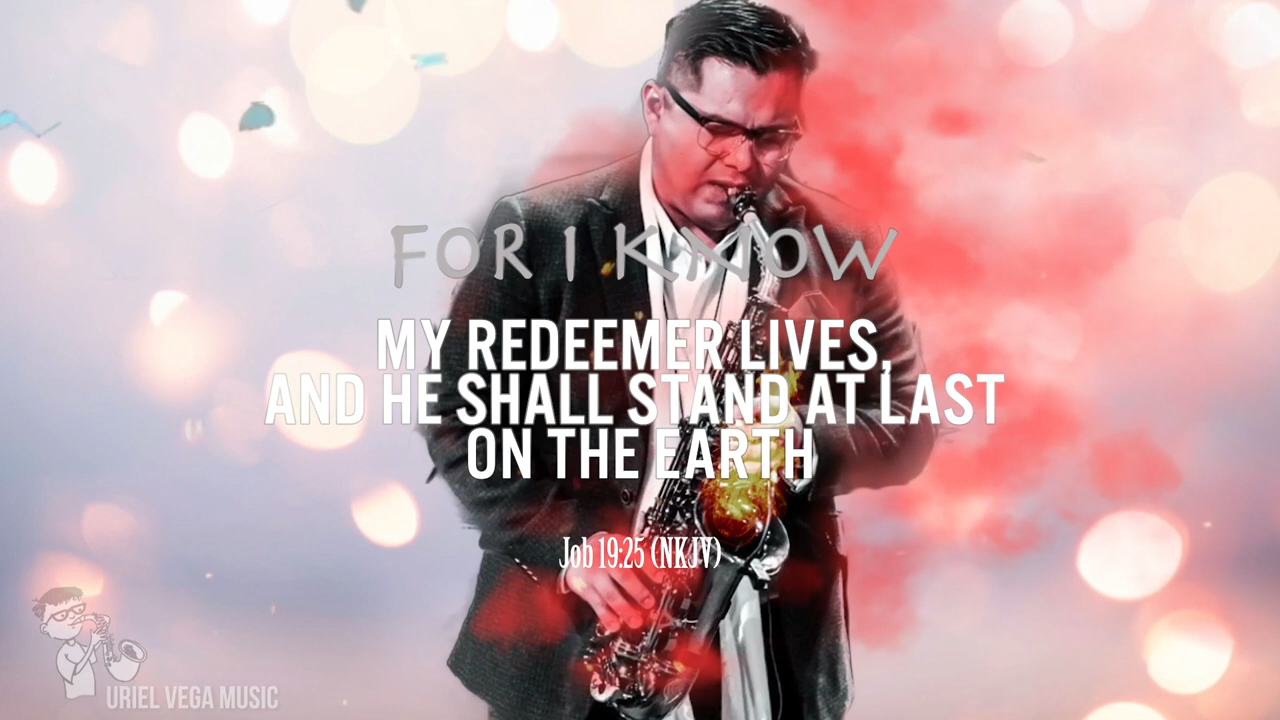 FOR I KNOW
MY REDEEMER LIVES,
AND HE SHALL STAND AT LAST
ON THE EARTH
Job 19:25 (NKJV)
URIEL VEGA MUSIC